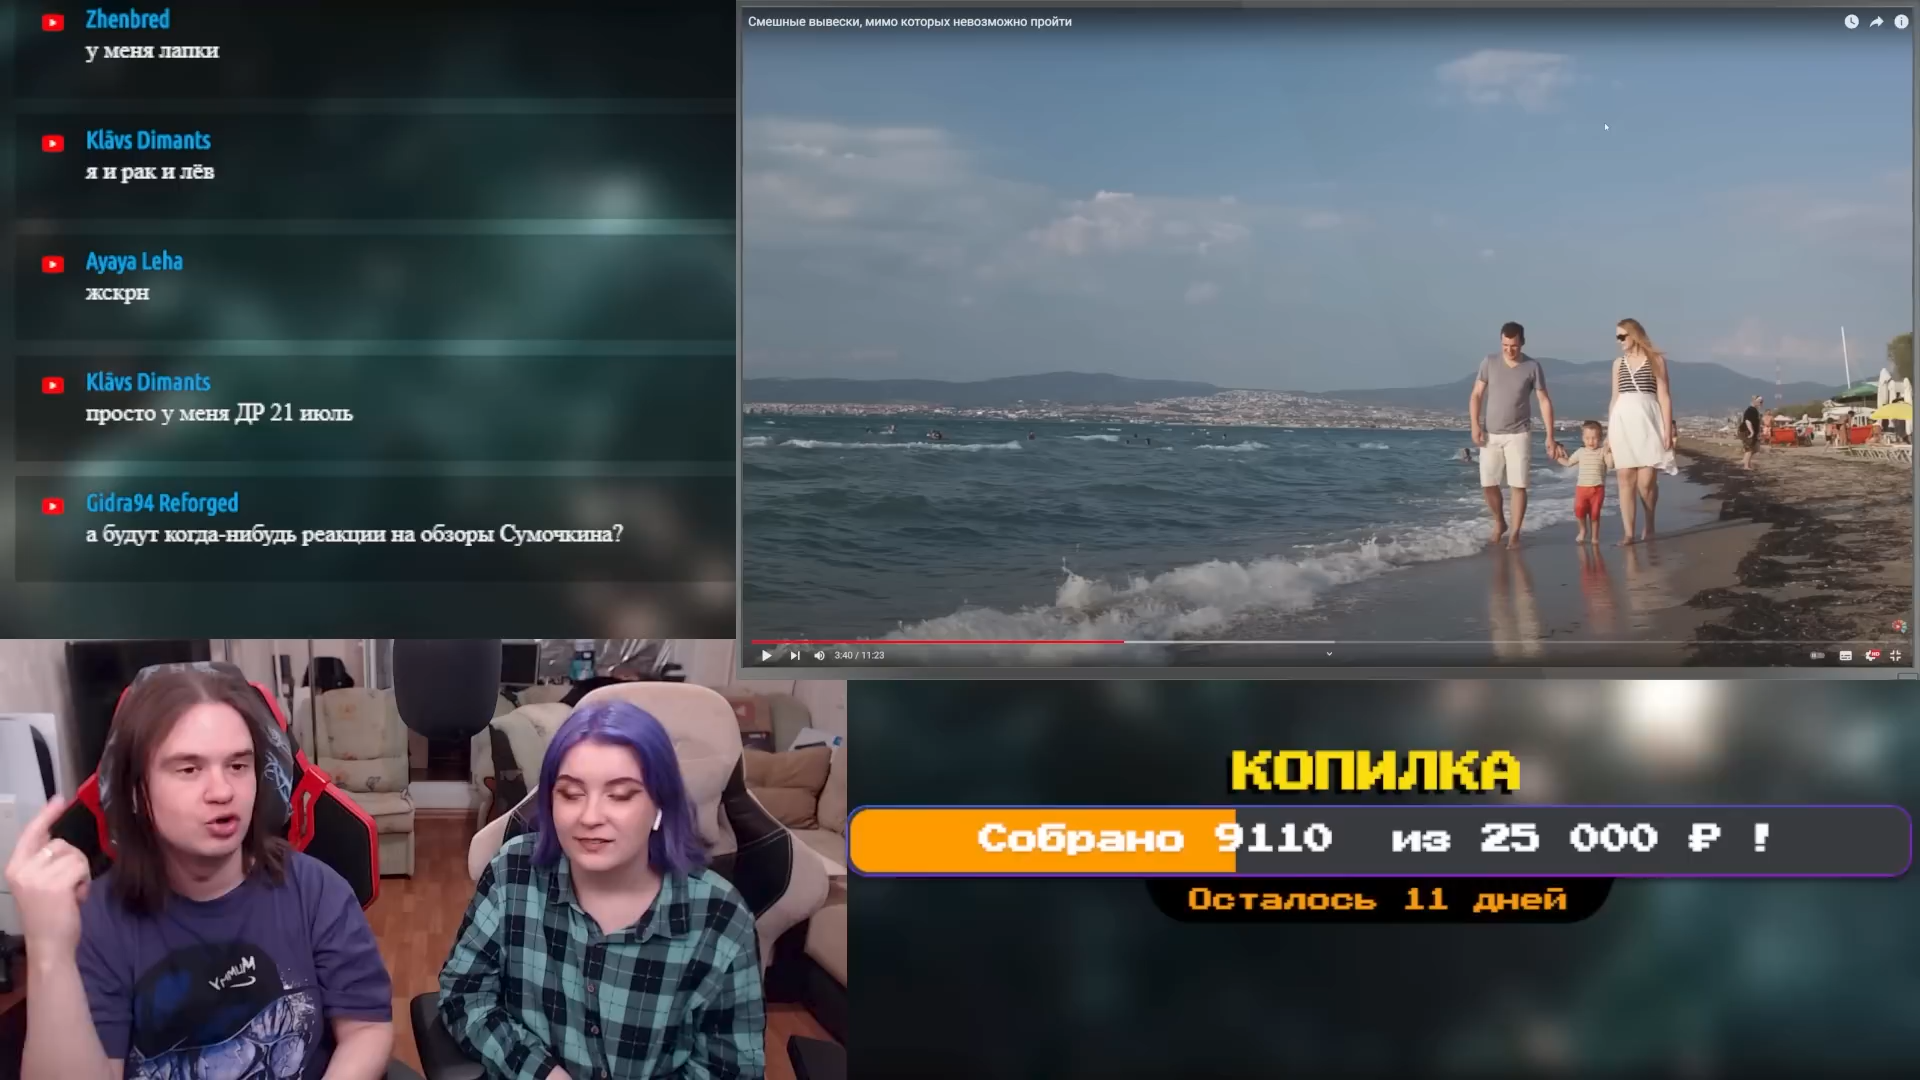 Zhenbred
у меня лапки
Klāvs Dimants
я и рак и лёв
Ayaya Leha
жскрн
Klāvs Dimants
просто у меня ДР 21 июль
Gidra94 Reforged
а будут когда-нибудь реакции на обзоры Сумочкина?
Смешные вывески, мимо которых невозможно пройти
3:40 / 11:23
КОПИЛКА
Собрано 9110 из 25 000 ₽ !
Осталось 11 дней